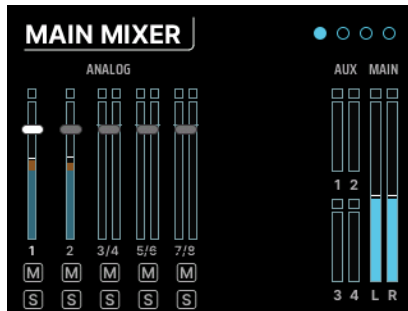 MAIN MIXER
ANALOG
AUX MAIN
1 2
1 2 3/4 5/6 7/8
M M M M M
S S S S S
3 4 L R